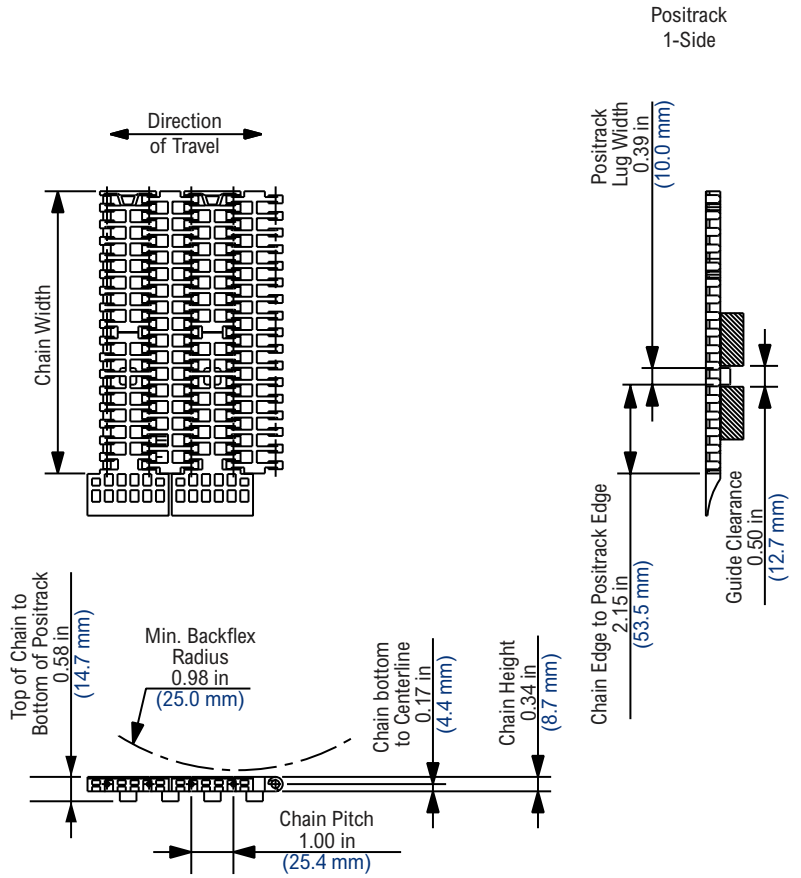 Positrack
1-Side
Direction
of Travel
Positrack
Lug Width
0.39 in
(10.0 mm)
Chain Width
Chain Edge to Positrack Edge
2.15 in
(53.5 mm)
Guide Clearance
0.50 in
(12.7 mm)
Top of Chain to
Bottom of Positrack
0.58 in
(14.7 mm)
Min. Backflex
Radius
0.98 in
(25.0 mm)
Chain bottom
to Centerline
0.17 in
(4.4 mm)
Chain Height
0.34 in
(8.7 mm)
Chain Pitch
1.00 in
(25.4 mm)